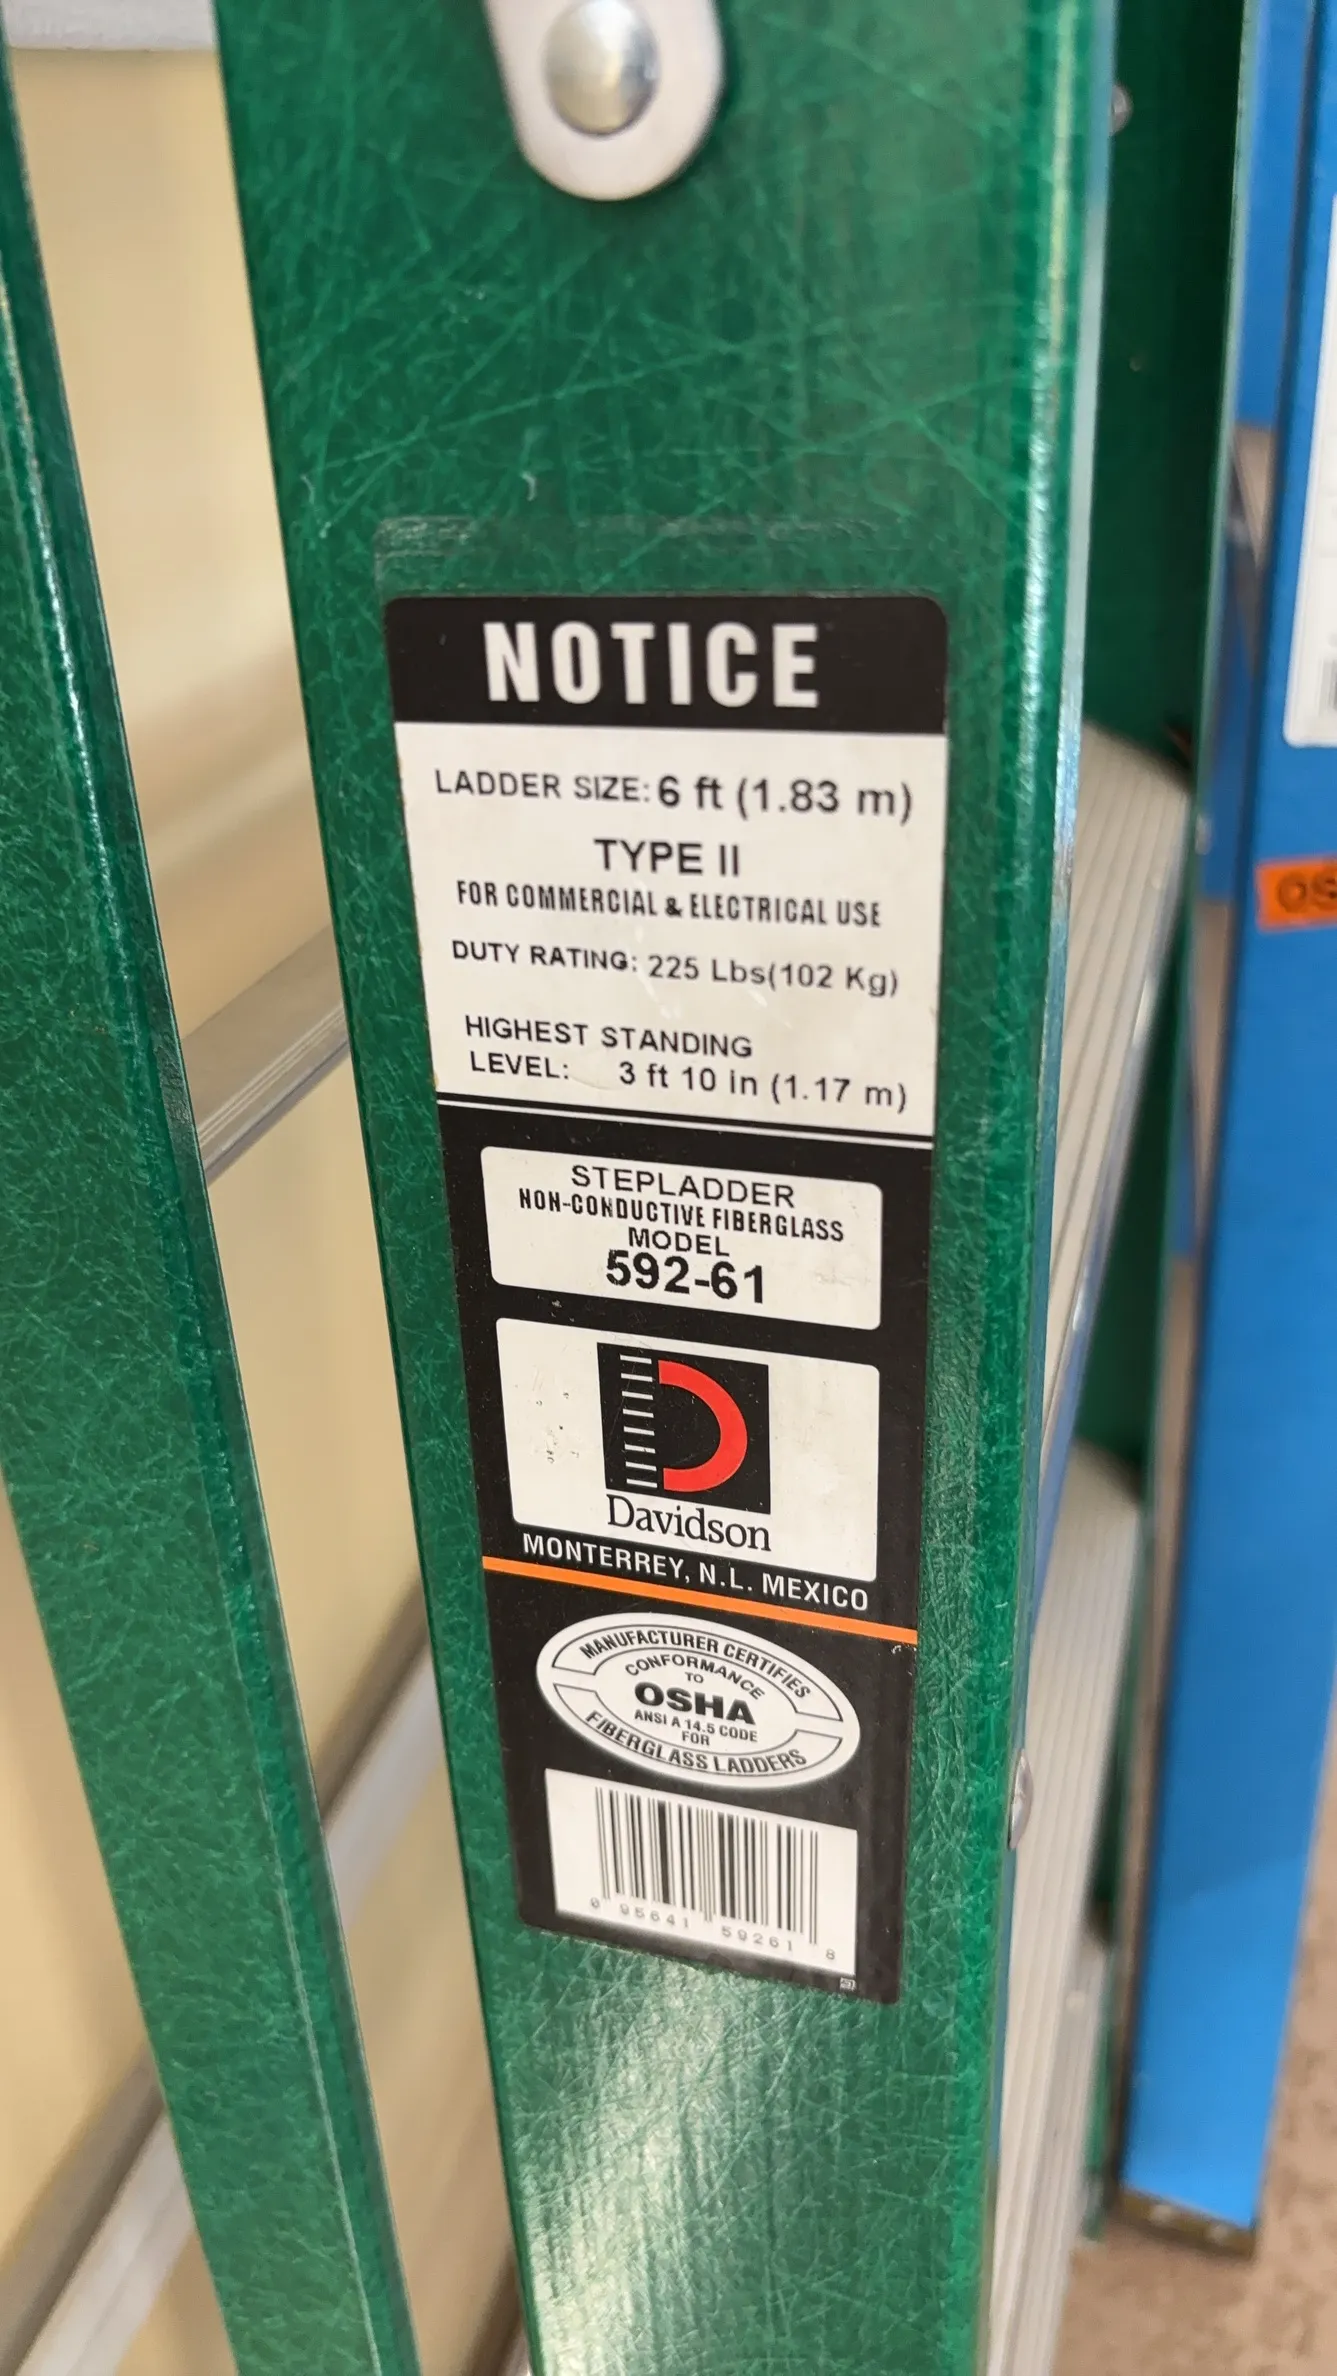 NOTICE
LADDER SIZE: 6 ft (1.83 m)
TYPE II
FOR COMMERCIAL & ELECTRICAL USE
DUTY RATING: 225 Lbs(102 Kg)
HIGHEST STANDING
LEVEL: 3 ft 10 in (1.17 m)
STEPLADDER
NON-CONDUCTIVE FIBERGLASS
MODEL
592-61
Davidson
MONTERREY, N.L. MEXICO
MANUFACTURER CERTIFIES
CONFORMANCE
TO
OSHA
ANSI A 14.5 CODE
FOR
FIBERGLASS LADDERS
0 95641 59261 8